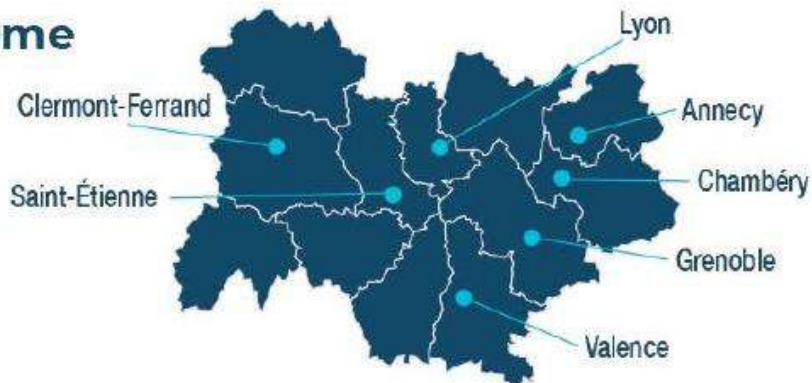 me
Lyon
Clermont-Ferrand
Annecy
Saint-Étienne
Chambéry
Grenoble
Valence